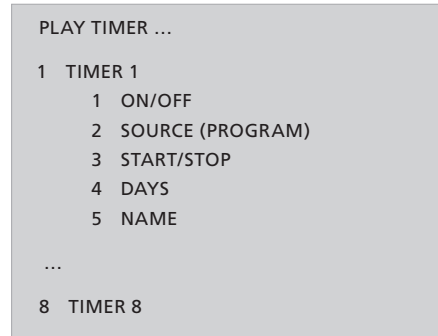 PLAY TIMER …
1 TIMER 1
1 ON/OFF
2 SOURCE (PROGRAM)
3 START/STOP
4 DAYS
5 NAME
…
8 TIMER 8